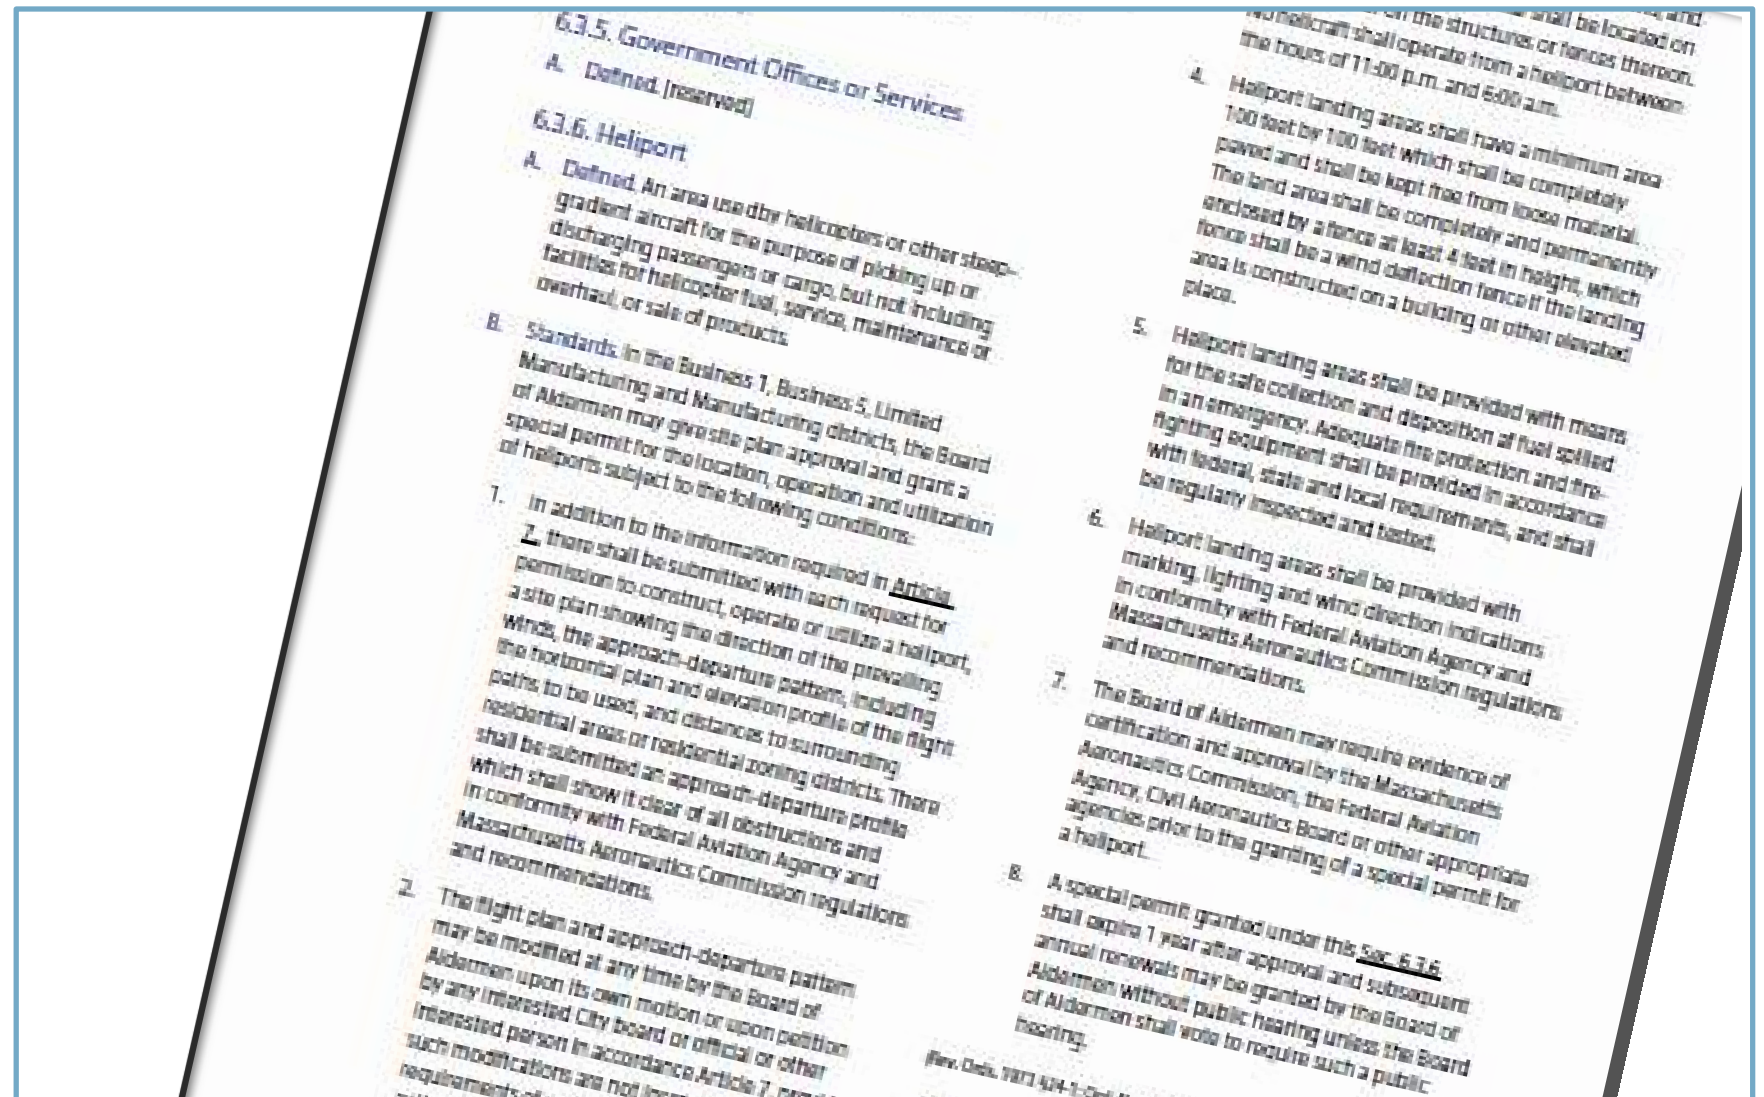 6.3.5. Government Offices or Services
A. Defined. [reserved]
6.3.6. Heliport
A. Defined. An area used by helicopters or other steep-
gradient aircraft for the purpose of picking up or
discharging passengers or cargo, but not including
facilities for helicopter fuel, service, maintenance or
overhaul, or sale of products.
B. Standards. In the Business 1, Business 5, Limited
Manufacturing and Manufacturing districts, the Board
of Aldermen may give site plan approval and grant a
special permit for the location, operation and utilization
of heliports subject to the following conditions:
1. In addition to the information required in Article
7, there shall be submitted with each request for
permission to construct, operate or utilize a heliport,
a site plan showing the direction of the prevailing
winds, the approach-departure pattern, including
the horizontal plan and elevation profile of the flight
paths to be used, and distances to surrounding
residential areas or residential zoning districts. There
shall be submitted an approach-departure profile
which shall show it clear of all obstructions and
in conformity with Federal Aviation Agency and
Massachusetts Aeronautics Commission regulations
and recommendations.
2. The flight plan and approach-departure pattern
may be modified at any time by the Board of
Aldermen upon its own motion or upon petition
by any interested City board or official or other
interested person in accordance Article 7,
such modifications are not
requirements
shall be located on
on the structures or fences thereon.
No helicopter shall operate from a heliport between
the hours of 11:00 p.m. and 6:00 a.m.
4. Heliport landing areas shall have a minimum area
100 feet by 100 feet which shall be completely
paved and shall be kept free from loose material.
The land area shall be completely and permanently
enclosed by a fence at least 4 feet in height, which
fence shall be a wind deflection fence if the landing
area is constructed on a building or other elevated
place.
5. Heliport landing areas shall be provided with means
for the safe collection and disposition of fuel spilled
in an emergency. Adequate fire protection and fire-
fighting equipment shall be provided in accordance
with federal, state and local requirements, and shall
be regularly inspected and tested.
6. Heliport landing areas shall be provided with
marking, lighting and wind direction indications
in conformity with Federal Aviation Agency and
Massachusetts Aeronautics Commission regulations
and recommendations.
7. The Board of Aldermen may require evidence of
certification and approval by the Massachusetts
Aeronautics Commission, the Federal Aviation
Agency, Civil Aeronautics Board or other appropriate
agencies prior to the granting of a special permit for
a heliport.
8. A special permit granted under this Sec. 6.3.6
shall expire 1 year after approval and subsequent
annual renewals may be granted by the Board of
Aldermen without public hearing unless the Board
of Aldermen shall vote to require such a public
hearing.
(Rev. Ords. 1973